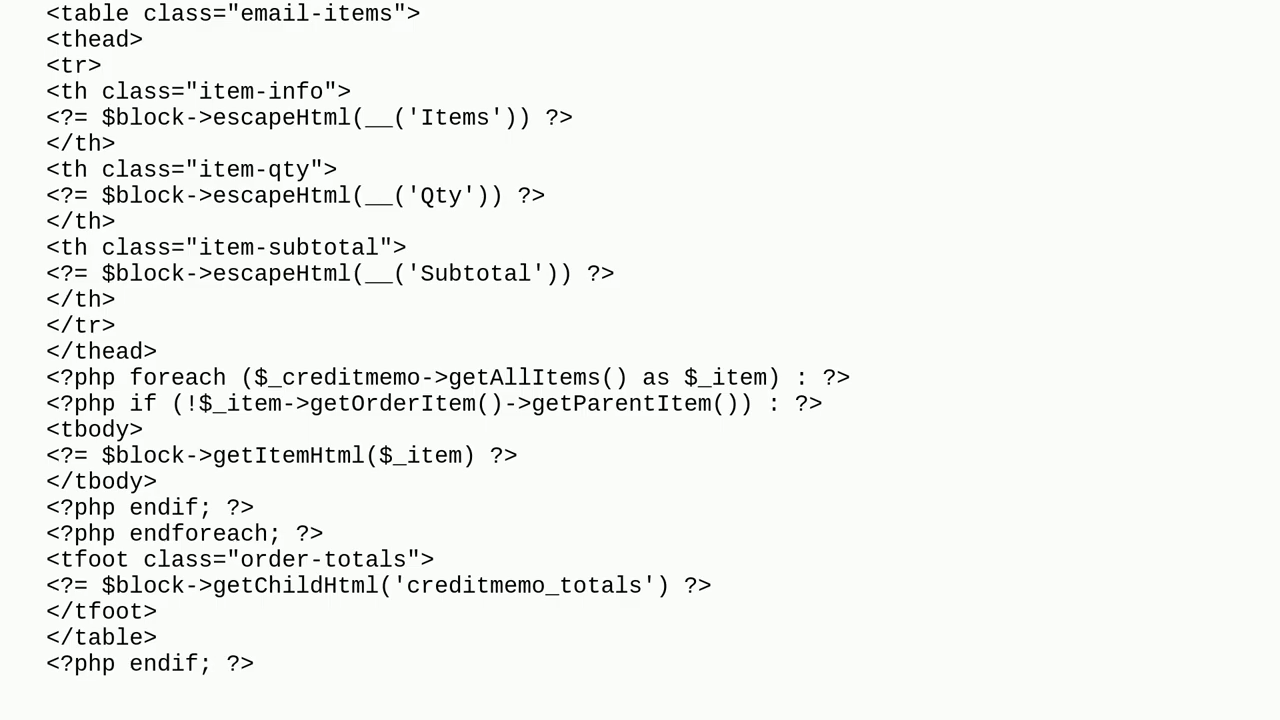 <table class="email-items">
<thead>
<tr>
<th class="item-info">
<?= $block->escapeHtml(__('Items')) ?>
</th>
<th class="item-qty">
<?= $block->escapeHtml(__('Qty')) ?>
</th>
<th class="item-subtotal">
<?= $block->escapeHtml(__('Subtotal')) ?>
</th>
</tr>
</thead>
<?php foreach ($_creditmemo->getAllItems() as $_item) : ?>
<?php if (!$_item->getOrderItem()->getParentItem()) : ?>
<tbody>
<?= $block->getItemHtml($_item) ?>
</tbody>
<?php endif; ?>
<?php endforeach; ?>
<tfoot class="order-totals">
<?= $block->getChildHtml('creditmemo_totals') ?>
</tfoot>
</table>
<?php endif; ?>